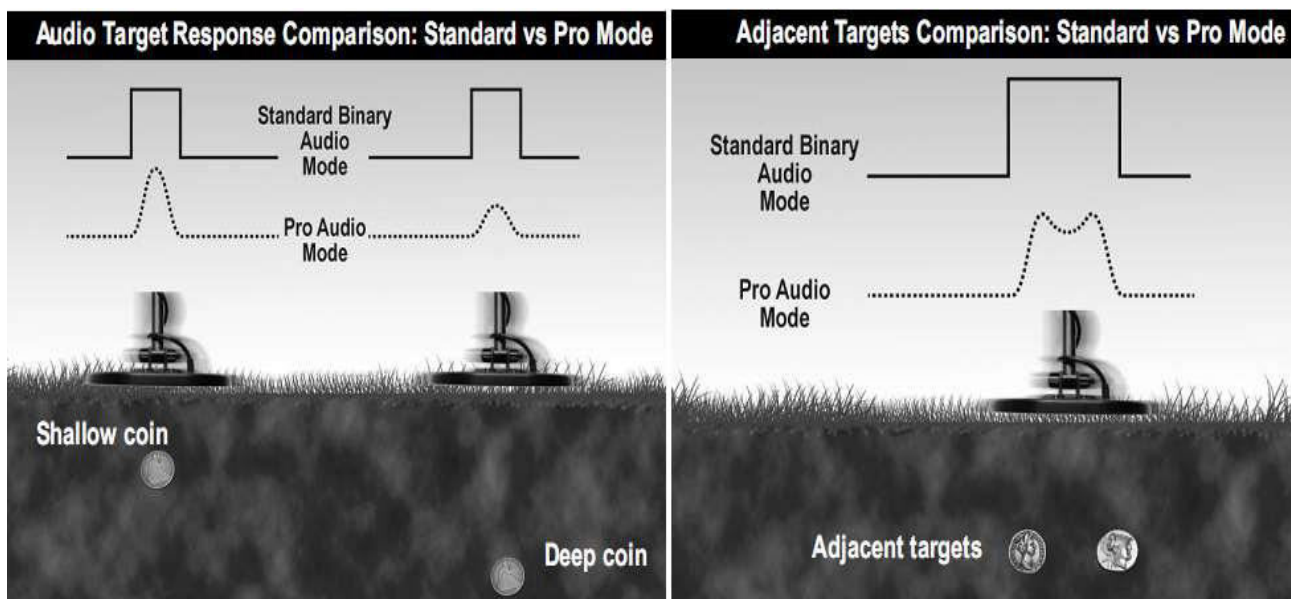 Audio Target Response Comparison: Standard vs Pro Mode
Standard Binary
Audio
Mode
Pro Audio
Mode
Shallow coin
Deep coin
Adjacent Targets Comparison: Standard vs Pro Mode
Standard Binary
Audio
Mode
Pro Audio
Mode
Adjacent targets